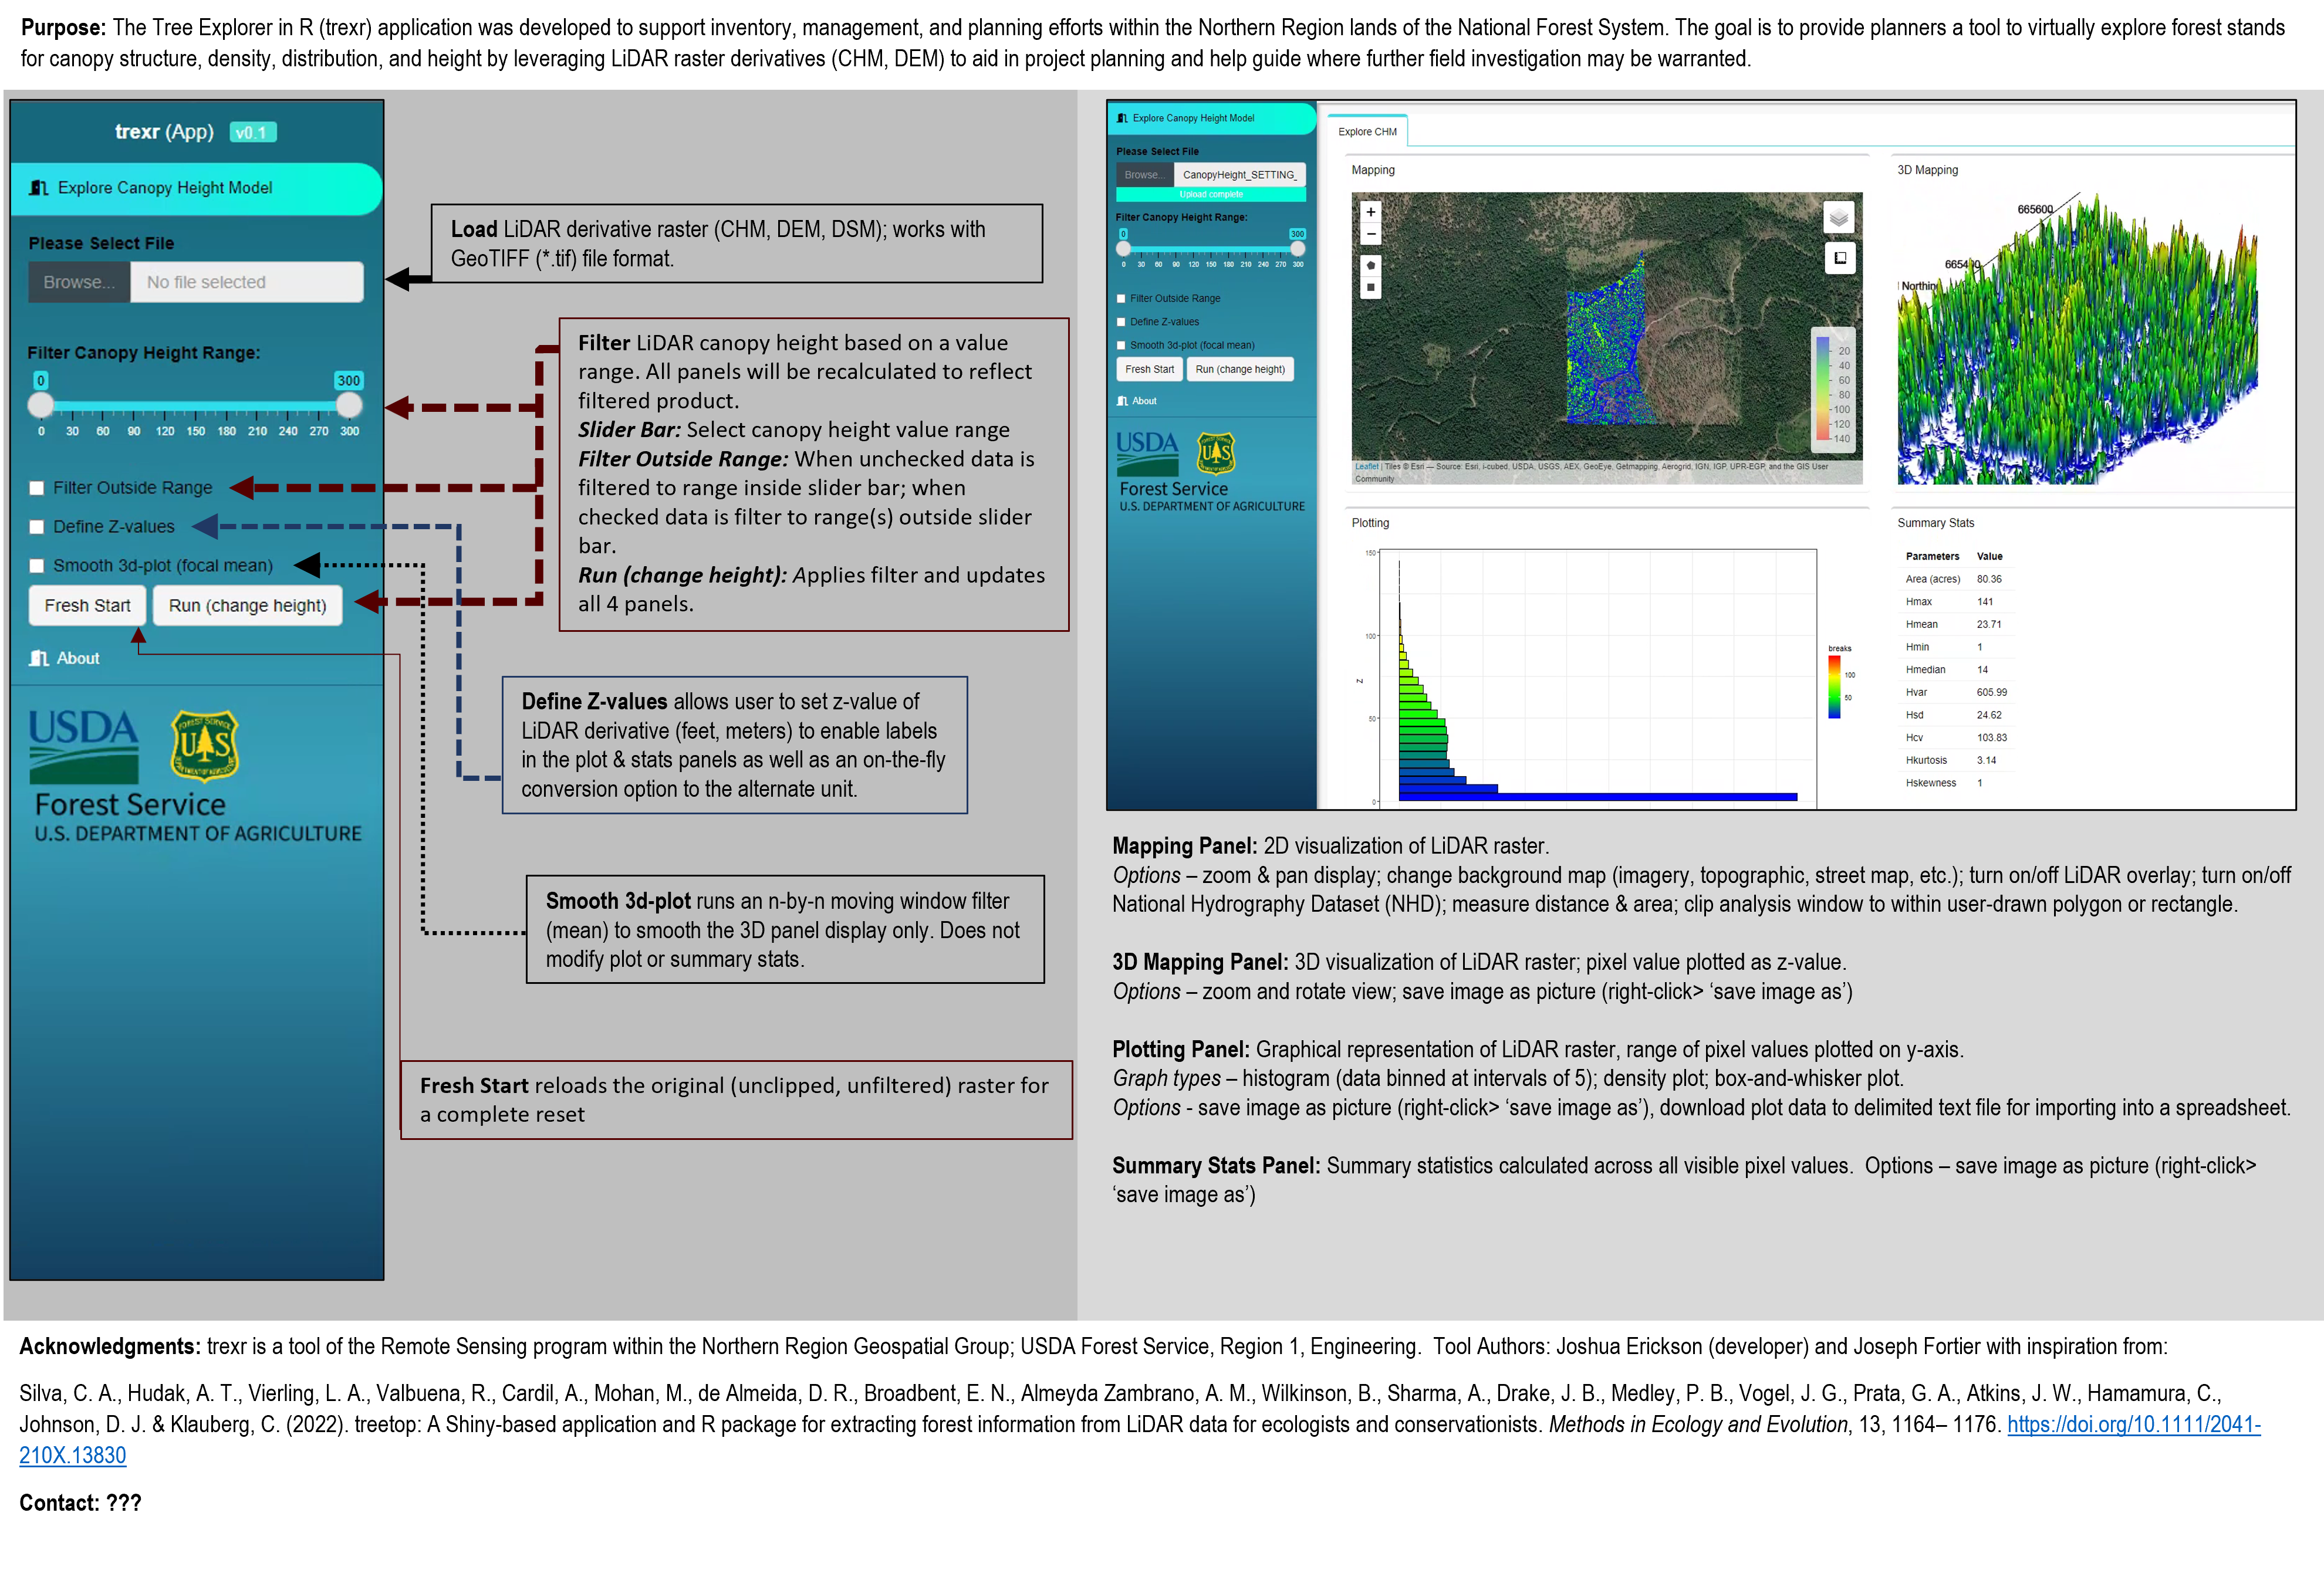 Purpose: The Tree Explorer in R (trexr) application was developed to support inventory, management, and planning efforts within the Northern Region lands of the National Forest System. The goal is to provide planners a tool to virtually explore forest stands
for canopy structure, density, distribution, and height by leveraging LiDAR raster derivatives (CHM, DEM) to aid in project planning and help guide where further field investigation may be warranted.
trexr (App) v0.1
Explore Canopy Height Model
Please Select File
Browse... No file selected
Filter Canopy Height Range:
0 300
0 30 60 90 120 150 180 210 240 270 300
Filter Outside Range
Define Z-values
Smooth 3d-plot (focal mean)
Fresh Start Run (change height)
About
USDA
FOREST SERVICE
UAS
DEPARTMENT OF AGRICULTURE
Forest Service
U.S. DEPARTMENT OF AGRICULTURE
Load LiDAR derivative raster (CHM, DEM, DSM); works with
GeoTIFF (*.tif) file format.
Filter LiDAR canopy height based on a value
range. All panels will be recalculated to reflect
filtered product.
Slider Bar: Select canopy height value range
Filter Outside Range: When unchecked data is
filtered to range inside slider bar; when
checked data is filter to range(s) outside slider
bar.
Run (change height): Applies filter and updates
all 4 panels.
Define Z-values allows user to set z-value of
LiDAR derivative (feet, meters) to enable labels
in the plot & stats panels as well as an on-the-fly
conversion option to the alternate unit.
Smooth 3d-plot runs an n-by-n moving window filter
(mean) to smooth the 3D panel display only. Does not
modify plot or summary stats.
Fresh Start reloads the original (unclipped, unfiltered) raster for
a complete reset
Explore Canopy Height Model
Please Select File
Browse... CanopyHeight_SETTING_
Upload complete
Filter Canopy Height Range:
0 300
0 30 60 90 120 150 180 210 240 270 300
Filter Outside Range
Define Z-values
Smooth 3d-plot (focal mean)
Fresh Start Run (change height)
About
USDA
UAS
Forest Service
U.S. DEPARTMENT OF AGRICULTURE
Explore CHM
Mapping
+
−
20
40
60
80
100
120
140
Leaflet | Tiles © Esri — Source: Esri, i-cubed, USDA, USGS, AEX, GeoEye, Getmapping, Aerogrid, IGN, IGP, UPR-EGP, and the GIS User
Community
3D Mapping
665600
Northin
Plotting
150
100
50
0
Z
breaks
100
50
Summary Stats
Parameters Value
Area (acres) 80.36
Hmax 141
Hmean 23.71
Hmin 1
Hmedian 14
Hvar 605.99
Hsd 24.62
Hcv 103.83
Hkurtosis 3.14
Hskewness 1
Mapping Panel: 2D visualization of LiDAR raster.
Options – zoom & pan display; change background map (imagery, topographic, street map, etc.); turn on/off LiDAR overlay; turn on/off
National Hydrography Dataset (NHD); measure distance & area; clip analysis window to within user-drawn polygon or rectangle.
3D Mapping Panel: 3D visualization of LiDAR raster; pixel value plotted as z-value.
Options – zoom and rotate view; save image as picture (right-click> ‘save image as’)
Plotting Panel: Graphical representation of LiDAR raster, range of pixel values plotted on y-axis.
Graph types – histogram (data binned at intervals of 5); density plot; box-and-whisker plot.
Options - save image as picture (right-click> ‘save image as’), download plot data to delimited text file for importing into a spreadsheet.
Summary Stats Panel: Summary statistics calculated across all visible pixel values. Options – save image as picture (right-click>
‘save image as’)
Acknowledgments: trexr is a tool of the Remote Sensing program within the Northern Region Geospatial Group; USDA Forest Service, Region 1, Engineering. Tool Authors: Joshua Erickson (developer) and Joseph Fortier with inspiration from:
Silva, C. A., Hudak, A. T., Vierling, L. A., Valbuena, R., Cardil, A., Mohan, M., de Almeida, D. R., Broadbent, E. N., Almeyda Zambrano, A. M., Wilkinson, B., Sharma, A., Drake, J. B., Medley, P. B., Vogel, J. G., Prata, G. A., Atkins, J. W., Hamamura, C.,
Johnson, D. J. & Klauberg, C. (2022). treetop: A Shiny-based application and R package for extracting forest information from LiDAR data for ecologists and conservationists. Methods in Ecology and Evolution, 13, 1164– 1176. https://doi.org/10.1111/2041-
210X.13830
Contact: ???